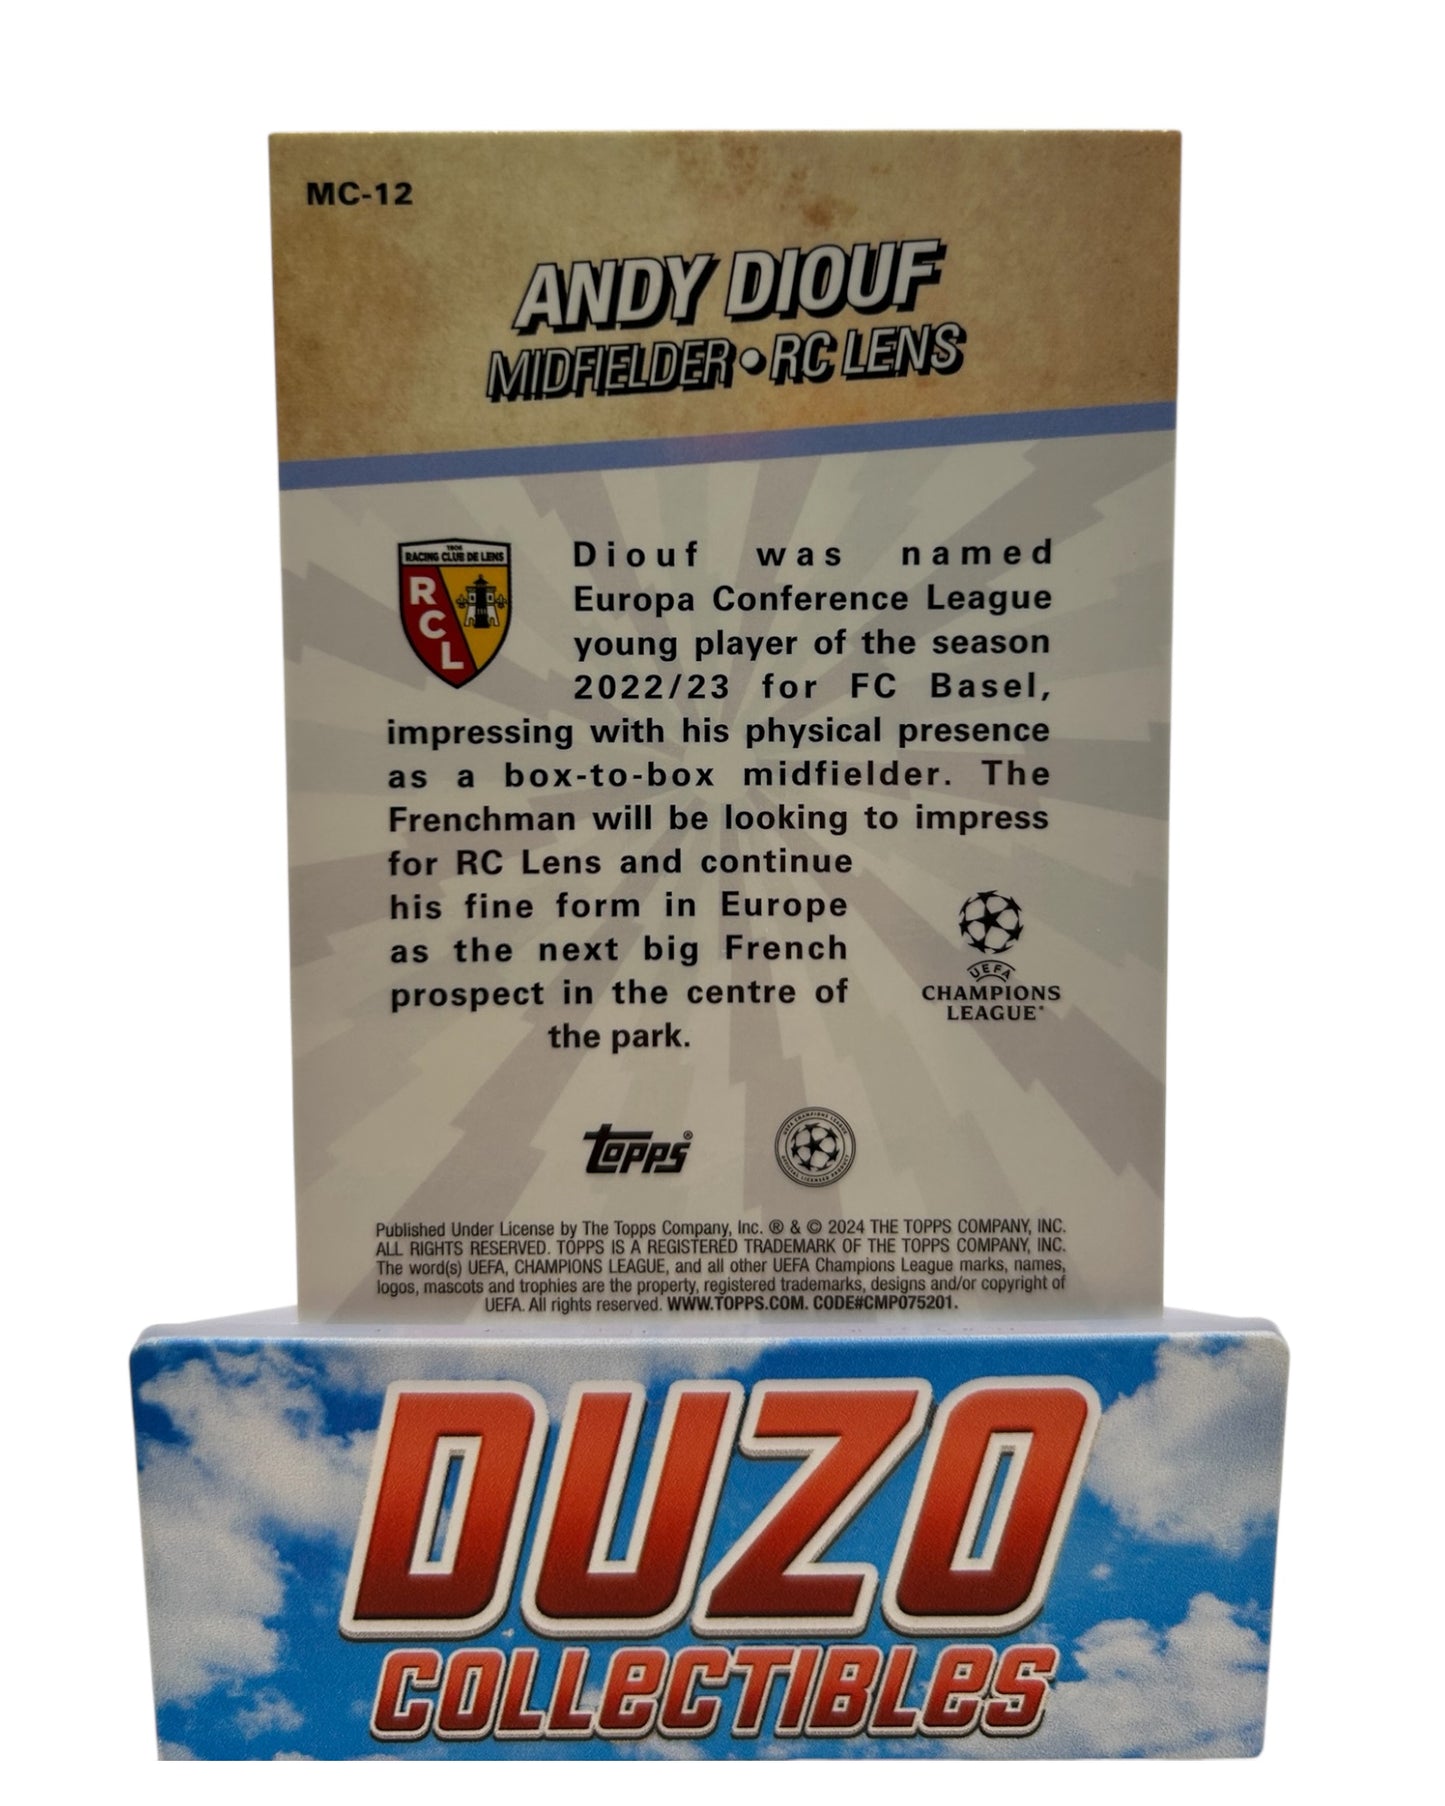 MC-12
ANDY DIOUF
MIDFIELDER • RC LENS
1906
RACING CLUB DE LENS
R
C
L
Diouf was named
Europa Conference League
young player of the season
2022/23 for FC Basel,
impressing with his physical presence
as a box-to-box midfielder. The
Frenchman will be looking to impress
for RC Lens and continue
his fine form in Europe
as the next big French
prospect in the centre of
the park.
UEFA
CHAMPIONS
LEAGUE®
topps®
UEFA CHAMPIONS LEAGUE
OFFICIAL LICENSED PRODUCT
Published Under License by The Topps Company, Inc. ® & © 2024 THE TOPPS COMPANY, INC.
ALL RIGHTS RESERVED. TOPPS IS A REGISTERED TRADEMARK OF THE TOPPS COMPANY, INC.
The word(s) UEFA, CHAMPIONS LEAGUE, and all other UEFA Champions League marks, names,
logos, mascots and trophies are the property, registered trademarks, designs and/or copyright of
UEFA. All rights reserved. WWW.TOPPS.COM. CODE#CMP075201.
DUZO
COLLECTIBLES